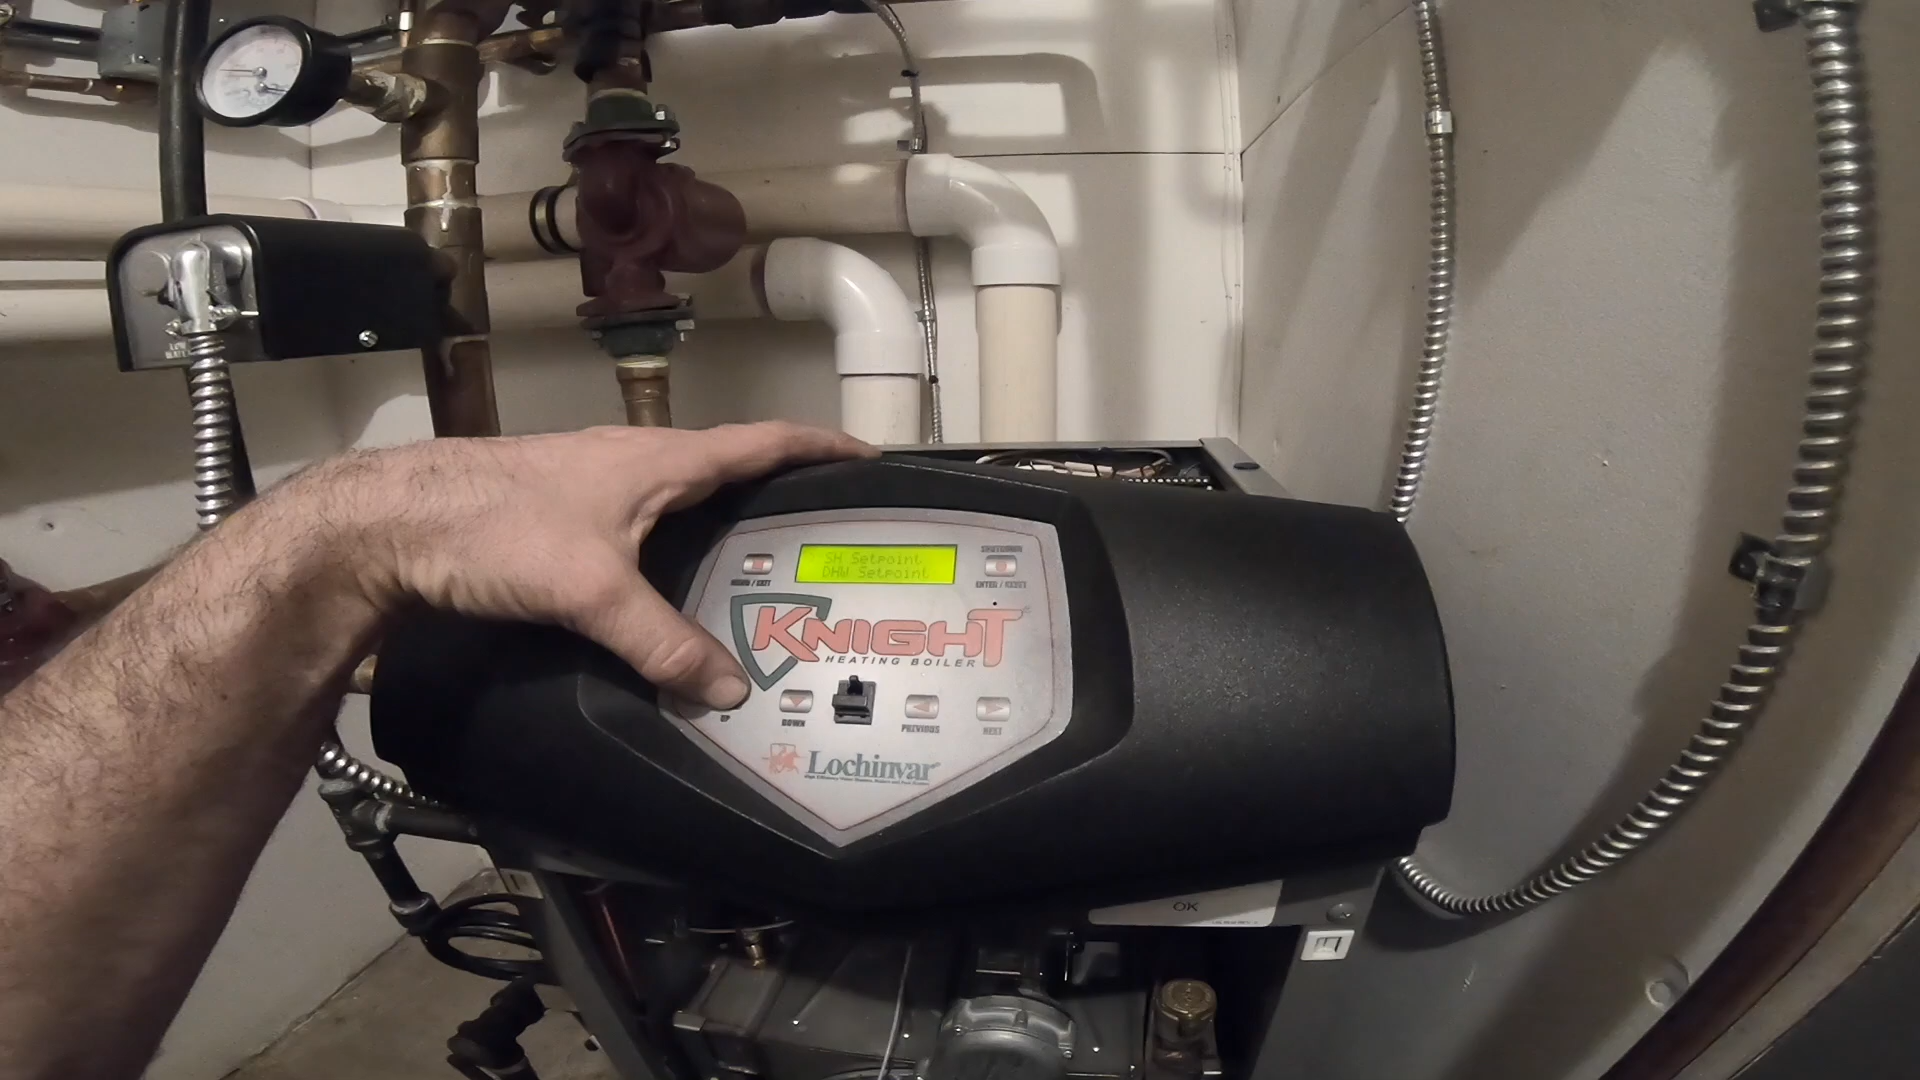 SH Setpoint
DHW Setpoint
MENU / EXIT
SHUTDOWN
ENTER / RESET
KNIGHT
HEATING BOILER
UP
DOWN
PREVIOUS
NEXT
Lochinvar
OK